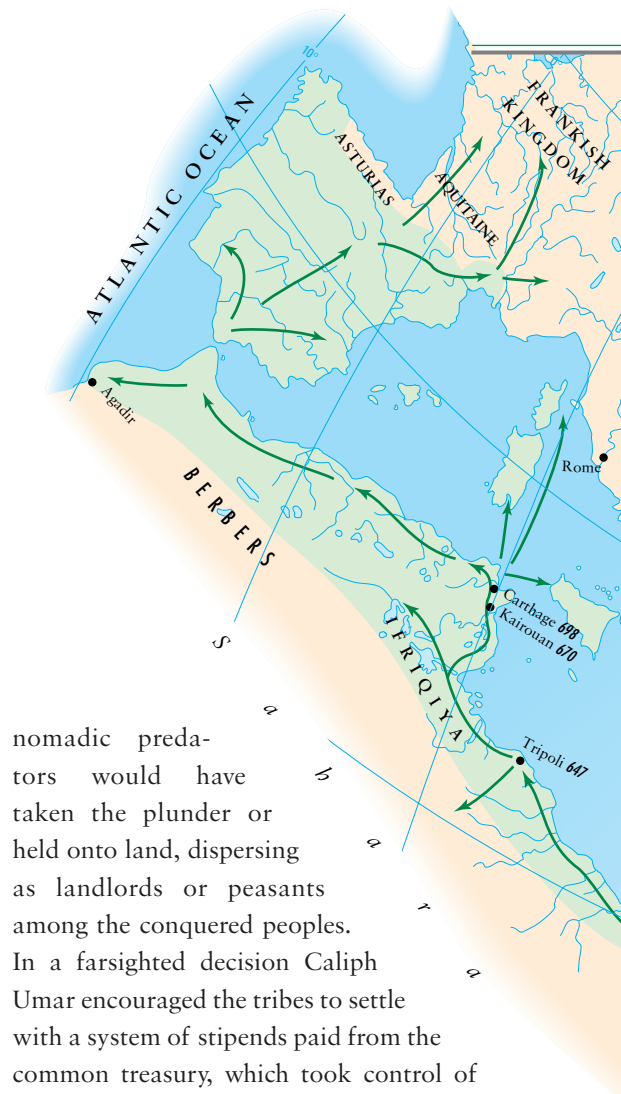 10°
ATLANTIC OCEAN
ASTURIAS
AQUITAINE
FRANKISH
KINGDOM
Agadir
BERBERS
Rome
Carthage 698
Kairouan 670
IFRIQIYA
Tripoli 647
Sahara
nomadic preda-
tors would have
taken the plunder or
held onto land, dispersing
as landlords or peasants
among the conquered peoples.
In a farsighted decision Caliph
Umar encouraged the tribes to settle
with a system of stipends paid from the
common treasury, which took control of